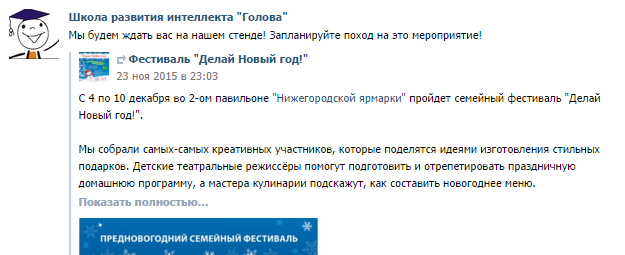 Школа развития интеллекта "Голова"
Мы будем ждать вас на нашем стенде! Запланируйте поход на это мероприятие!
Фестиваль "Делай Новый год!"
23 ноя 2015 в 23:03
С 4 по 10 декабря во 2-ом павильоне "Нижегородской ярмарки" пройдет семейный фестиваль "Делай
Новый год!".
Мы собрали самых-самых креативных участников, которые поделятся идеями изготовления стильных
подарков. Детские театральные режиссёры помогут подготовить и отрепетировать праздничную
домашнюю программу, а мастера кулинарии подскажут, как составить новогоднее меню.
Показать полностью...
ПРЕДНОВОГОДНИЙ СЕМЕЙНЫЙ ФЕСТИВАЛЬ